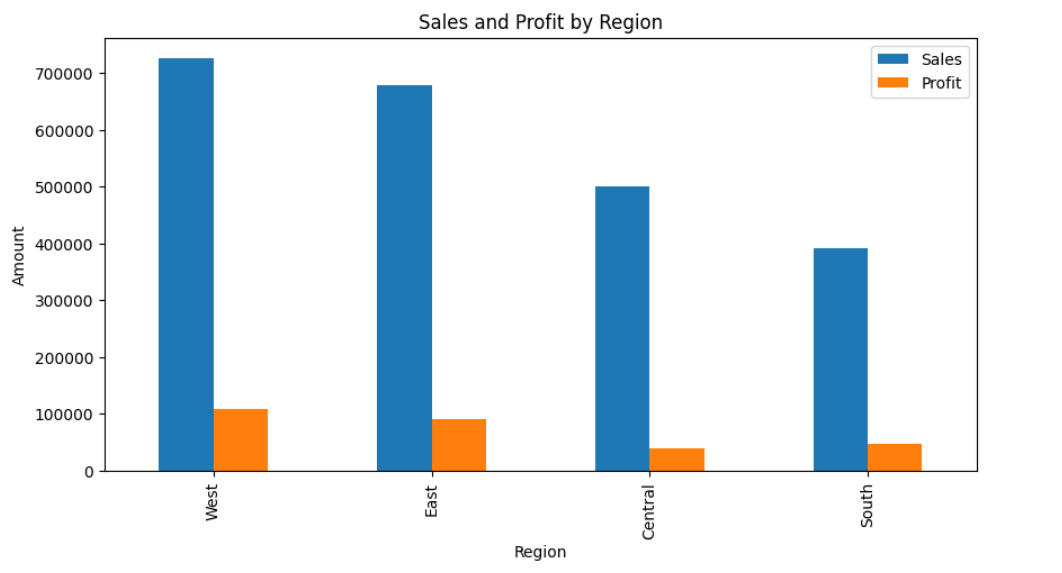 Sales and Profit by Region
Sales
Profit
Amount
700000
600000
500000
400000
300000
200000
100000
0
West
East
Central
South
Region